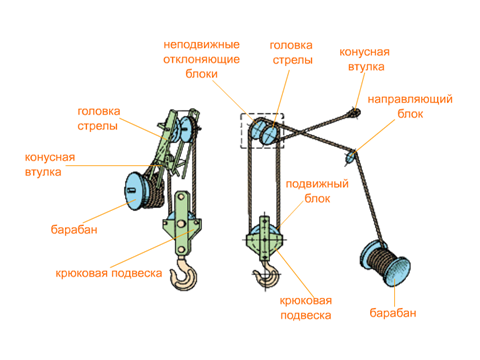 неподвижные
отклоняющие
блоки
головка
стрелы
конусная
втулка
направляющий
блок
головка
стрелы
конусная
втулка
барабан
крюковая подвеска
подвижный
блок
крюковая
подвеска
барабан